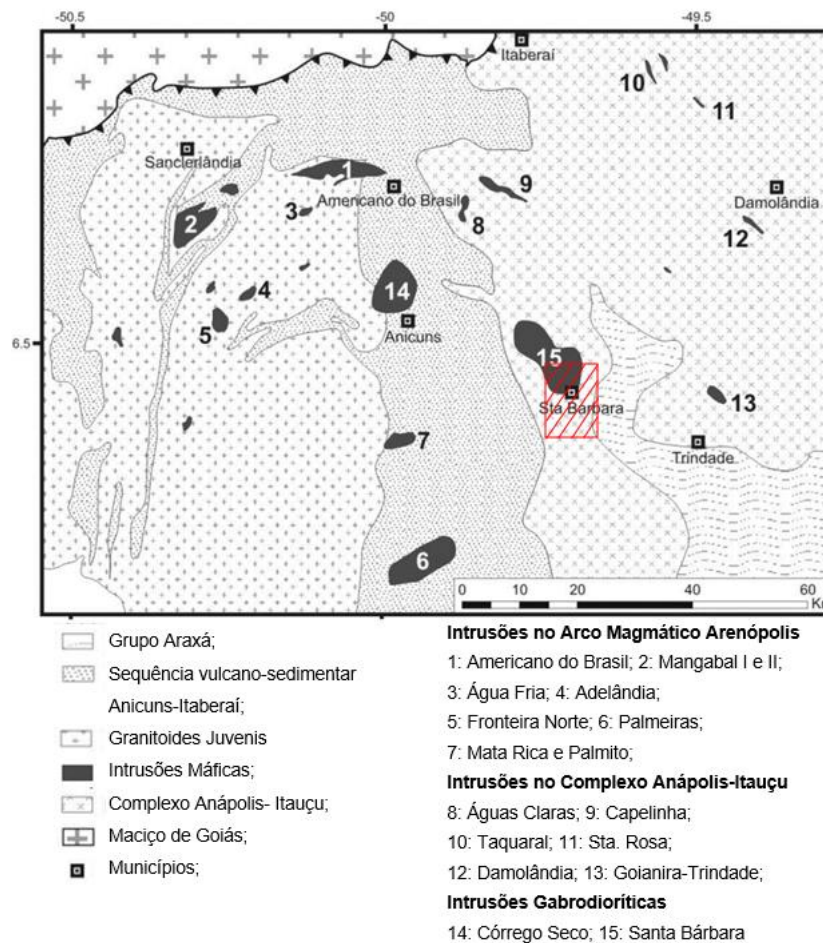 -50.5
-50
-49.5
Itaberaí
10
11
Sanclerlândia
1
Americano do Brasil
9
Damolândia
2
3
8
12
14
4
5
Anicuns
6.5
15
Sta Bárbara
13
7
Trindade
6
0 10 20 40 60
Km
Grupo Araxá;
Sequência vulcano-sedimentar
Anicuns-Itaberaí;
Granitoides Juvenis
Intrusões Máficas;
Complexo Anápolis- Itauçu;
Maciço de Goiás;
Municípios;
Intrusões no Arco Magmático Arenópolis
1: Americano do Brasil; 2: Mangabal I e II;
3: Água Fria; 4: Adelândia;
5: Fronteira Norte; 6: Palmeiras;
7: Mata Rica e Palmito;
Intrusões no Complexo Anápolis-Itauçu
8: Águas Claras; 9: Capelinha;
10: Taquaral; 11: Sta. Rosa;
12: Damolândia; 13: Goianira-Trindade;
Intrusões Gabrodioríticas
14: Córrego Seco; 15: Santa Bárbara